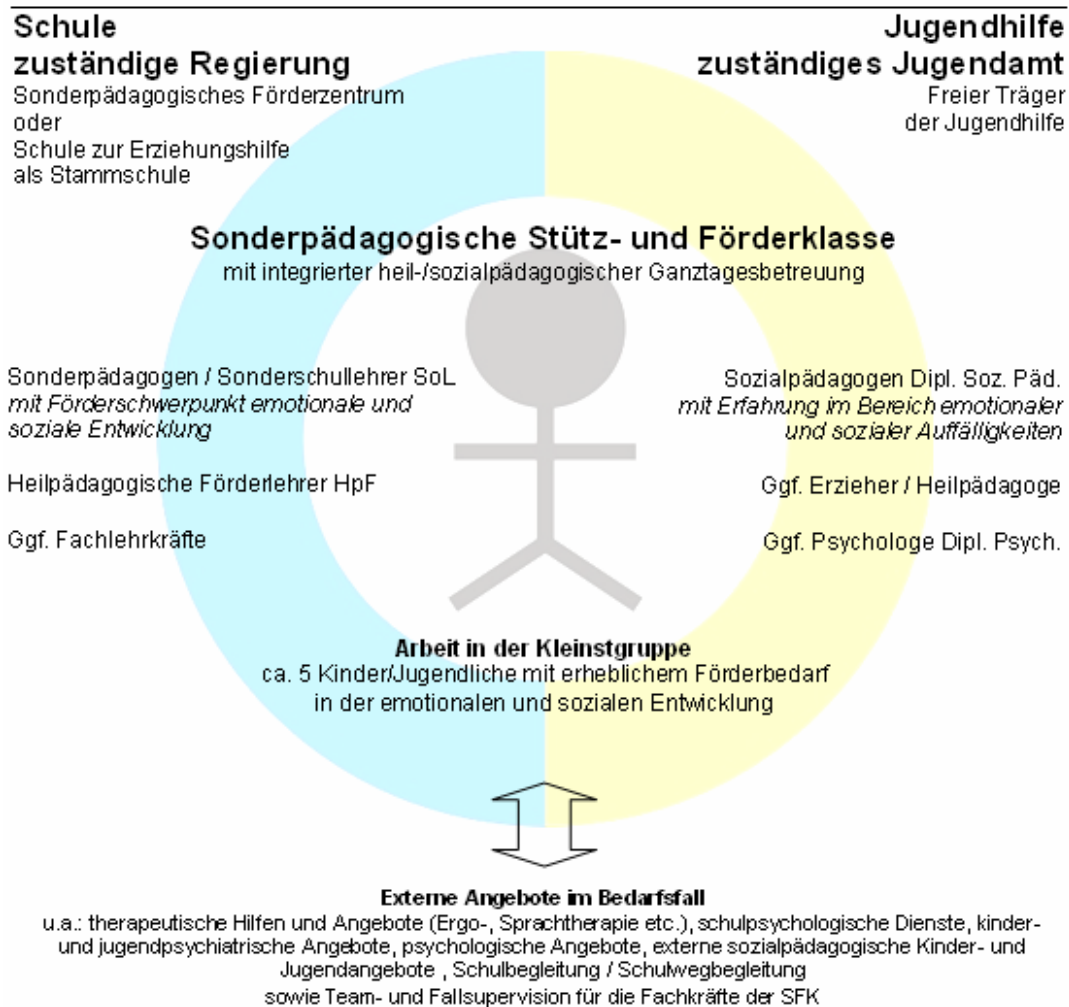 Schule
zuständige Regierung
Sonderpädagogisches Förderzentrum
oder
Schule zur Erziehungshilfe
als Stammschule
Jugendhilfe
zuständiges Jugendamt
Freier Träger
der Jugendhilfe
Sonderpädagogische Stütz- und Förderklasse
mit integrierter heil-/sozialpädagogischer Ganztagesbetreuung
Sonderpädagogen / Sonderschullehrer SoL
mit Förderschwerpunkt emotionale und
soziale Entwicklung
Heilpädagogische Förderlehrer HpF
Ggf. Fachlehrkräfte
Sozialpädagogen Dipl. Soz. Päd.
mit Erfahrung im Bereich emotionaler
und sozialer Auffälligkeiten
Ggf. Erzieher / Heilpädagoge
Ggf. Psychologe Dipl. Psych.
Arbeit in der Kleinstgruppe
ca. 5 Kinder/Jugendliche mit erheblichem Förderbedarf
in der emotionalen und sozialen Entwicklung
Externe Angebote im Bedarfsfall
u.a.: therapeutische Hilfen und Angebote (Ergo-, Sprachtherapie etc.), schulpsychologische Dienste, kinder-
und jugendpsychiatrische Angebote, psychologische Angebote, externe sozialpädagogische Kinder- und
Jugendangebote , Schulbegleitung / Schulwegbegleitung
sowie Team- und Fallsupervision für die Fachkräfte der SFK